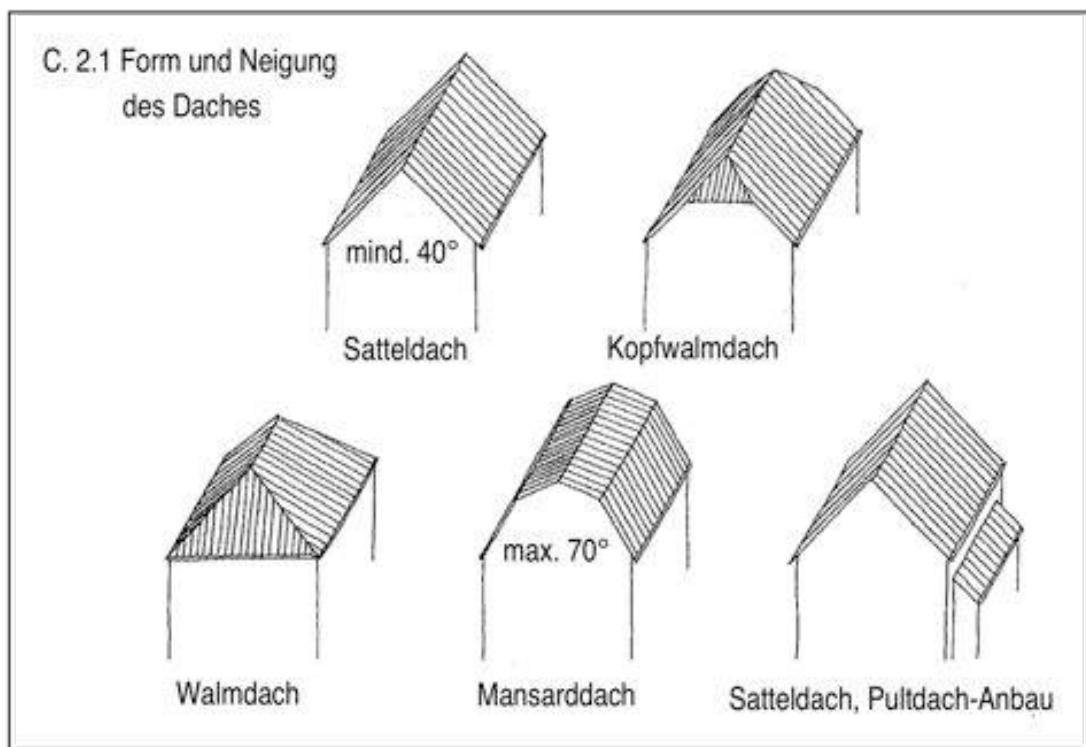 C. 2.1 Form und Neigung
des Daches
mind. 40°
Satteldach
Kopfwalmdach
max. 70°
Walmdach
Mansarddach
Satteldach, Pultdach-Anbau